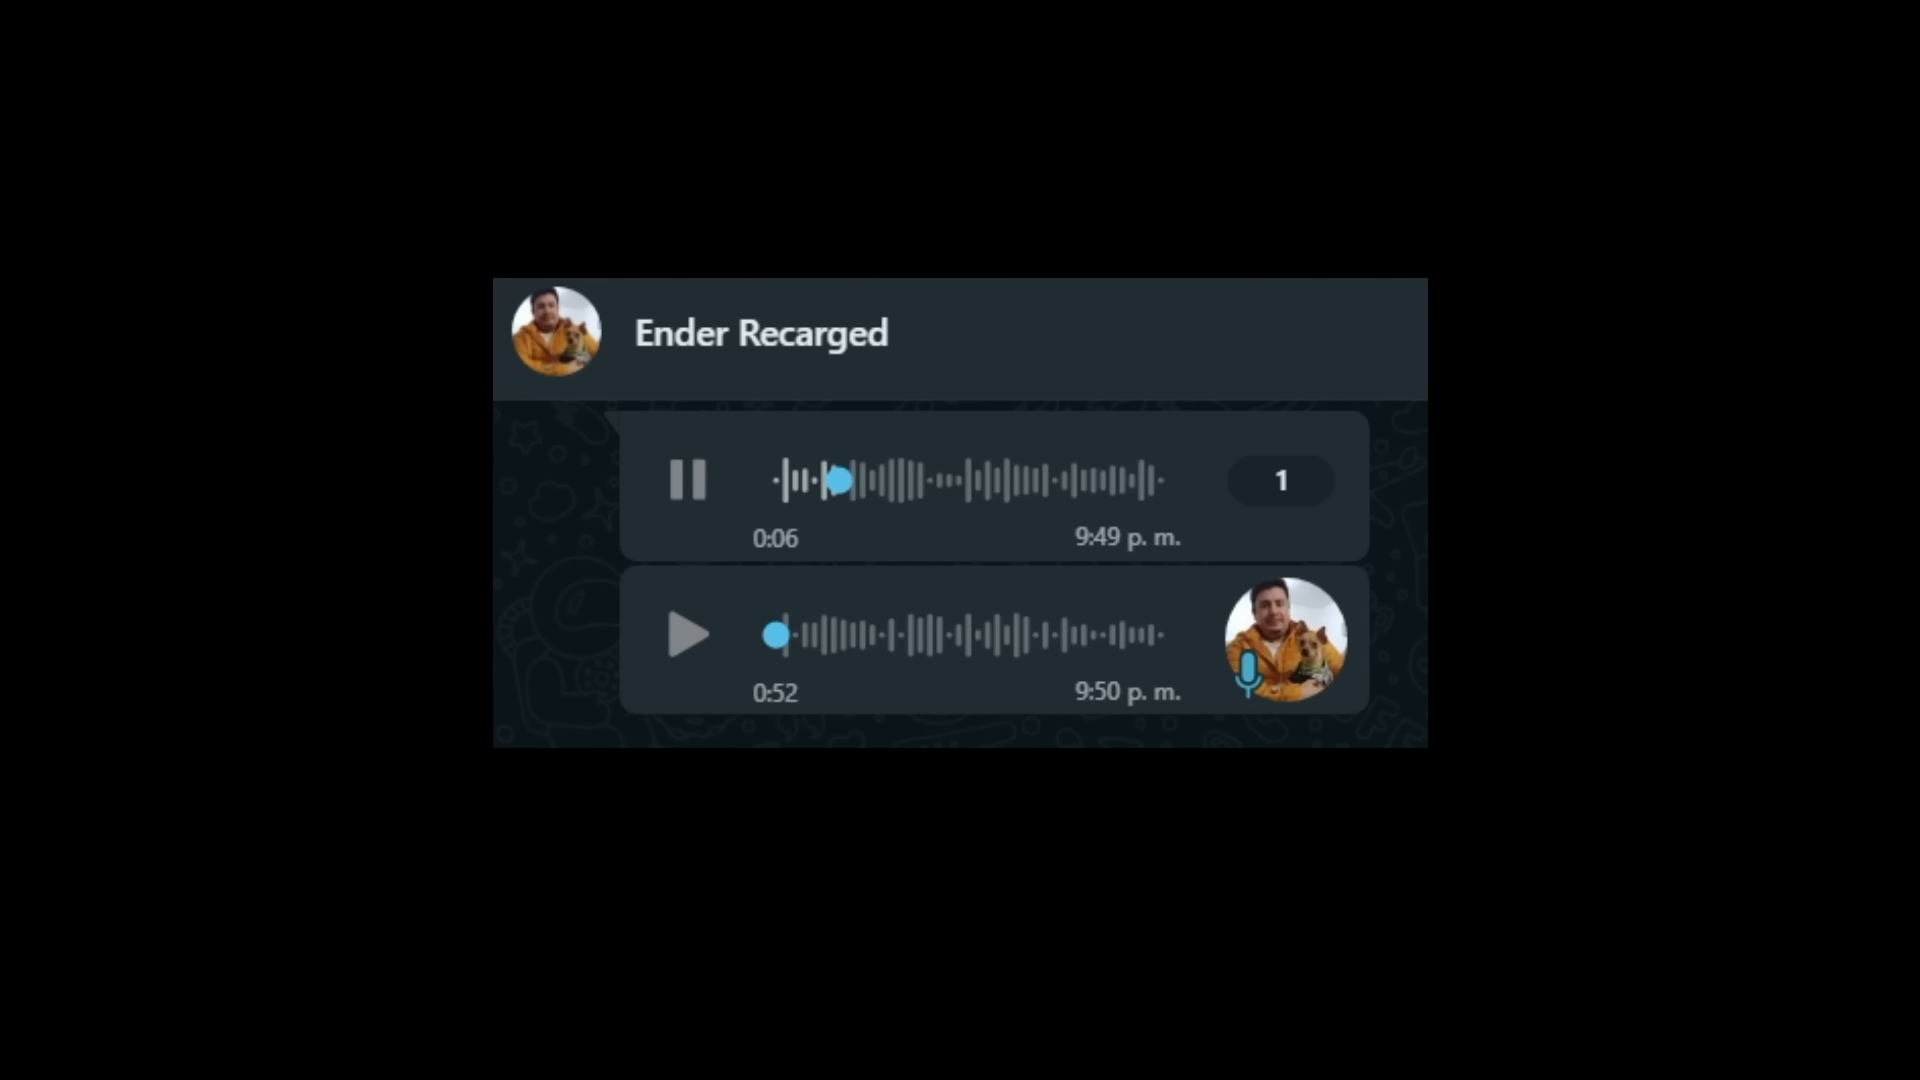 Ender Recarged
1
0:06 9:49 p. m.
0:52 9:50 p. m.